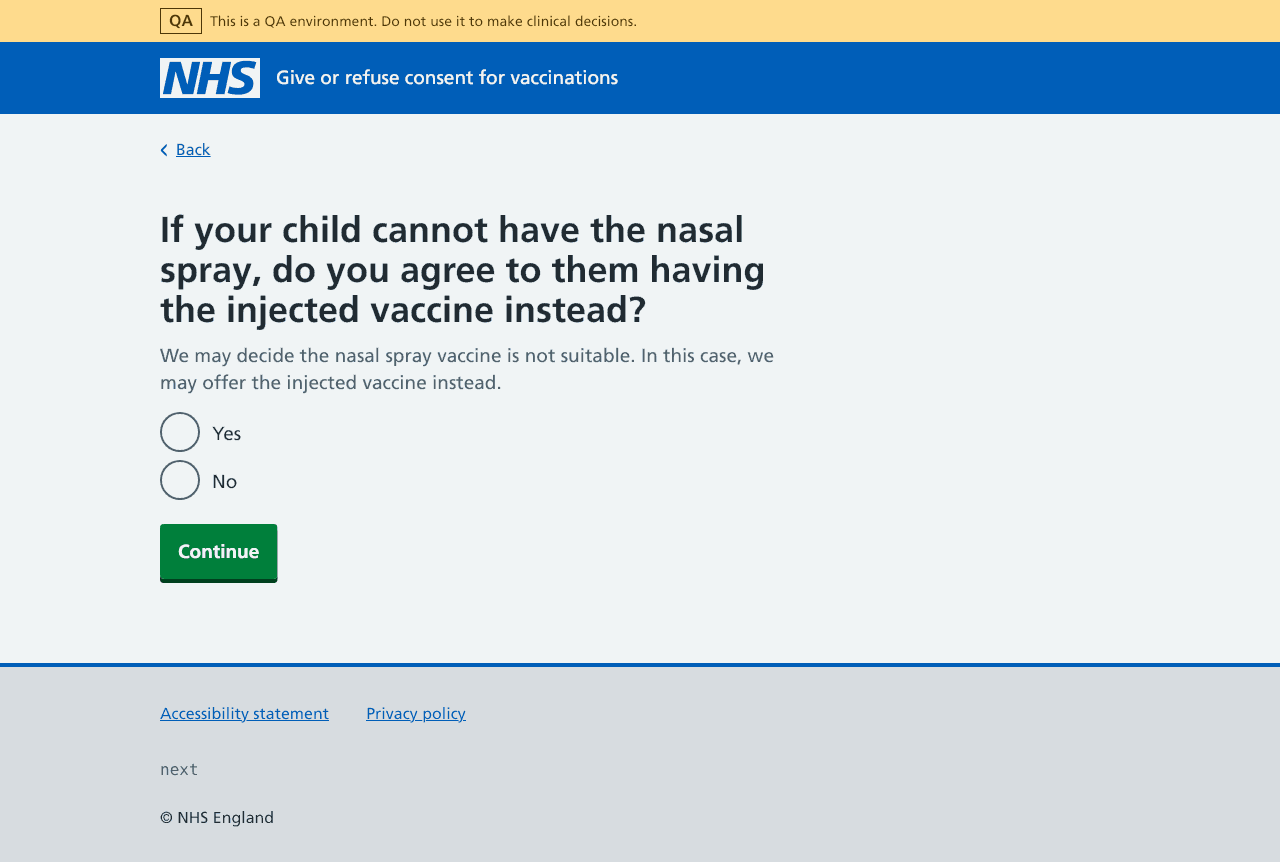 QA This is a QA environment. Do not use it to make clinical decisions.
NHS Give or refuse consent for vaccinations
Back
If your child cannot have the nasal
spray, do you agree to them having
the injected vaccine instead?
We may decide the nasal spray vaccine is not suitable. In this case, we
may offer the injected vaccine instead.
Yes
No
Continue
Accessibility statement Privacy policy
next
© NHS England